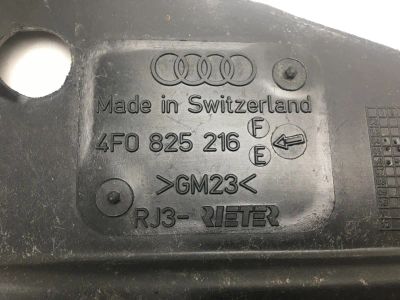 Made in Switzerland
4F0 825 216 F
E
>GM23<
RJ3- RIETER